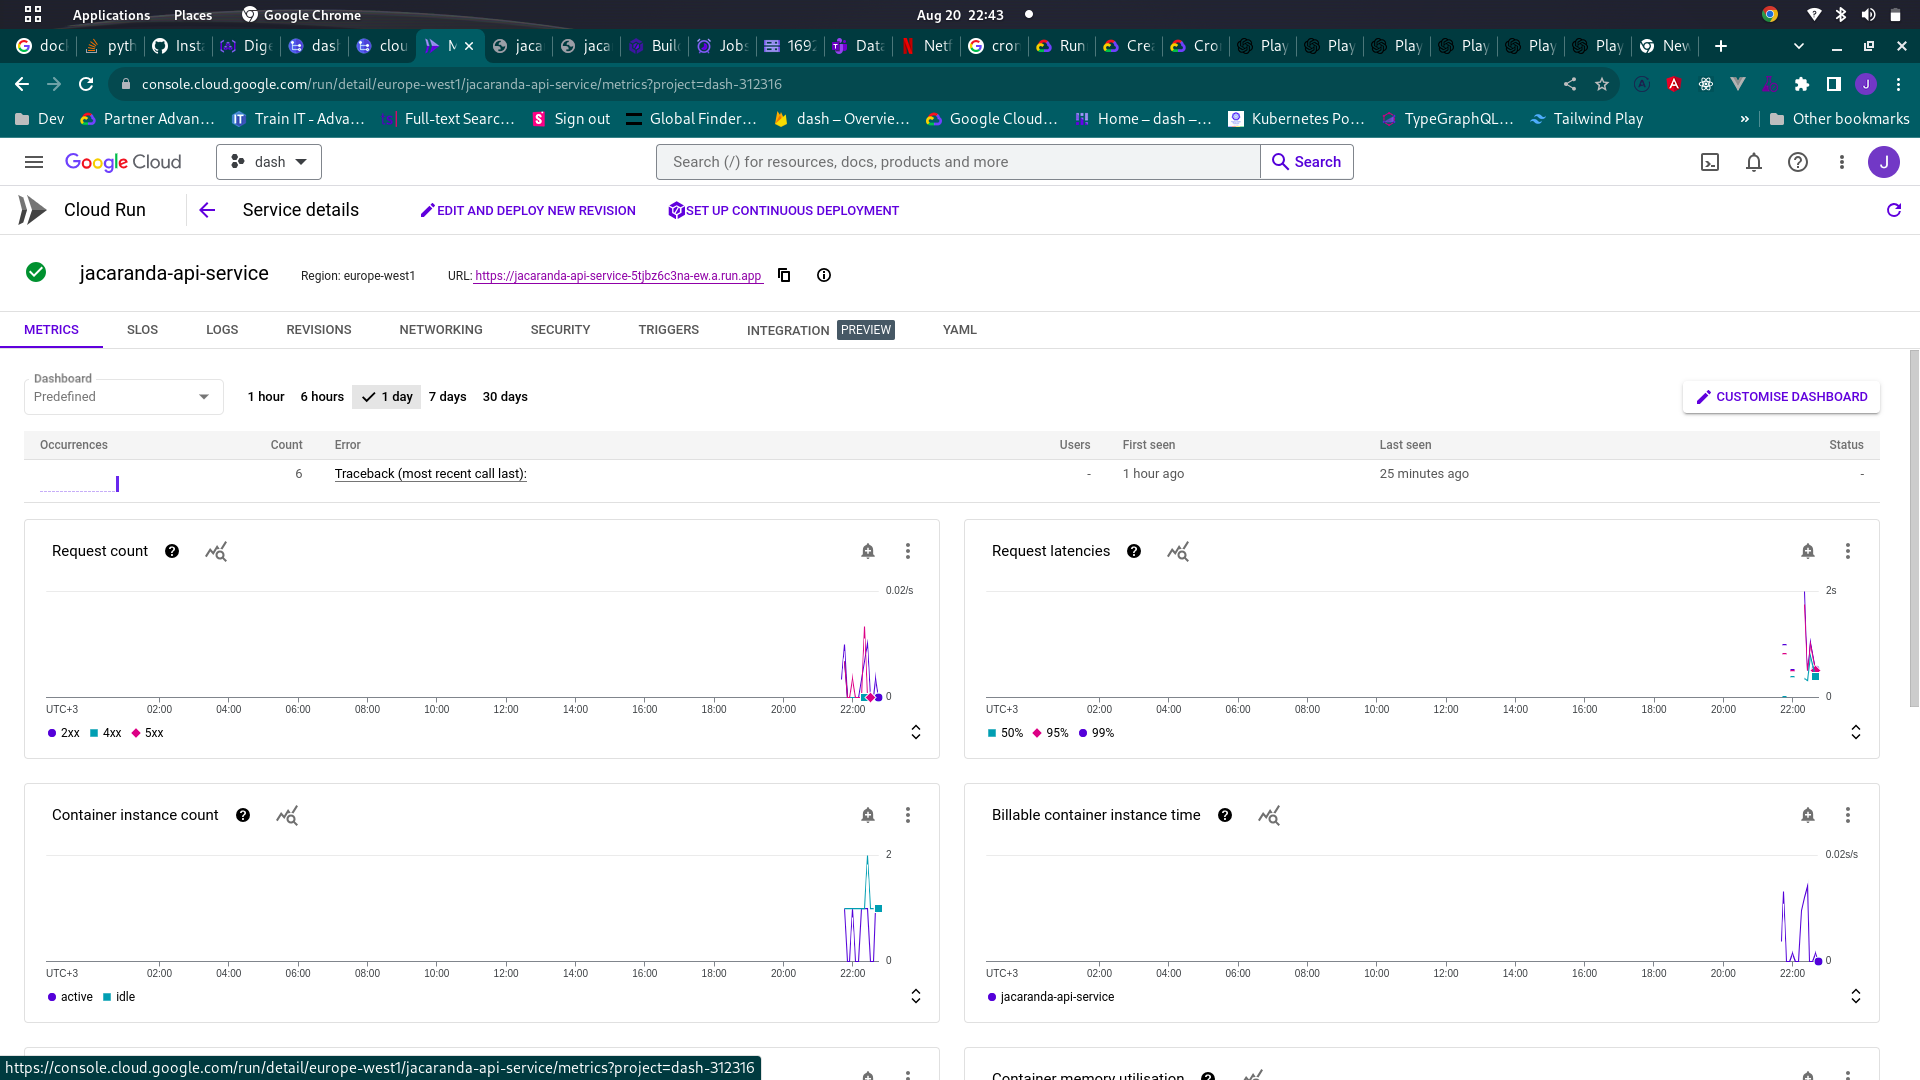 Applications Places Google Chrome Aug 20 22:43
docl pyth Insta Dige dash clou M jaca jaca Buil Jobs 1692 Data Netf cron Run Crea Cro Play Play Play Play Play Play New
console.cloud.google.com/run/detail/europe-west1/jacaranda-api-service/metrics?project=dash-312316 J
Dev Partner Advan... Train IT - Adva... Full-text Searc... Sign out Global Finder... dash – Overvie... Google Cloud... Home – dash –... Kubernetes Po... TypeGraphQL... Tailwind Play » Other bookmarks
Google Cloud dash Search (/) for resources, docs, products and more Search J
Cloud Run Service details EDIT AND DEPLOY NEW REVISION SET UP CONTINUOUS DEPLOYMENT
jacaranda-api-service Region: europe-west1 URL: https://jacaranda-api-service-5tjbz6c3na-ew.a.run.app
METRICS SLOS LOGS REVISIONS NETWORKING SECURITY TRIGGERS INTEGRATION PREVIEW YAML
Dashboard
Predefined 1 hour 6 hours 1 day 7 days 30 days CUSTOMISE DASHBOARD
Occurrences Count Error Users First seen Last seen Status
6 Traceback (most recent call last): - 1 hour ago 25 minutes ago -
Request count
0.02/s
0
UTC+3 02:00 04:00 06:00 08:00 10:00 12:00 14:00 16:00 18:00 20:00 22:00
2xx 4xx 5xx
Request latencies
2s
0
UTC+3 02:00 04:00 06:00 08:00 10:00 12:00 14:00 16:00 18:00 20:00 22:00
50% 95% 99%
Container instance count
2
0
UTC+3 02:00 04:00 06:00 08:00 10:00 12:00 14:00 16:00 18:00 20:00 22:00
active idle
Billable container instance time
0.02s/s
0
UTC+3 02:00 04:00 06:00 08:00 10:00 12:00 14:00 16:00 18:00 20:00 22:00
jacaranda-api-service
Container memory utilisation
https://console.cloud.google.com/run/detail/europe-west1/jacaranda-api-service/metrics?project=dash-312316